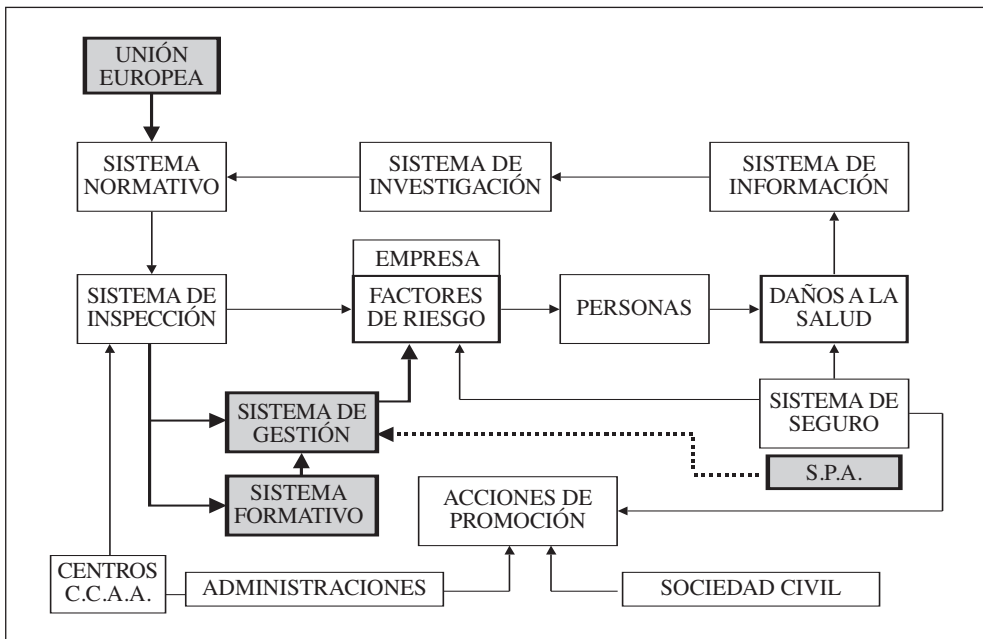 UNIÓN
EUROPEA
SISTEMA
NORMATIVO
SISTEMA DE
INVESTIGACIÓN
SISTEMA DE
INFORMACIÓN
SISTEMA DE
INSPECCIÓN
EMPRESA
FACTORES
DE RIESGO
PERSONAS
DAÑOS A LA
SALUD
SISTEMA DE
GESTIÓN
SISTEMA DE
SEGURO
S.P.A.
SISTEMA
FORMATIVO
ACCIONES DE
PROMOCIÓN
CENTROS
C.C.A.A.
ADMINISTRACIONES
SOCIEDAD CIVIL